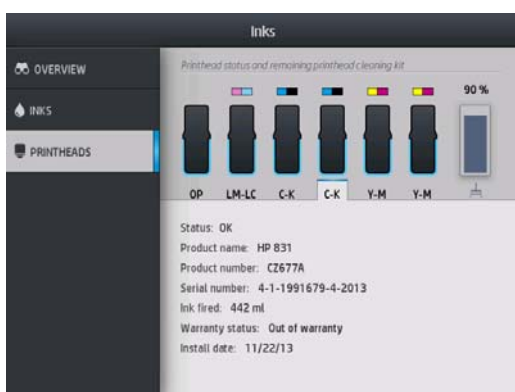 Inks
OVERVIEW
INKS
PRINTHEADS
Printhead status and remaining printhead cleaning kit
90 %
OP LM-LC C-K C-K Y-M Y-M
Status: OK
Product name: HP 831
Product number: CZ677A
Serial number: 4-1-1991679-4-2013
Ink fired: 442 ml
Warranty status: Out of warranty
Install date: 11/22/13